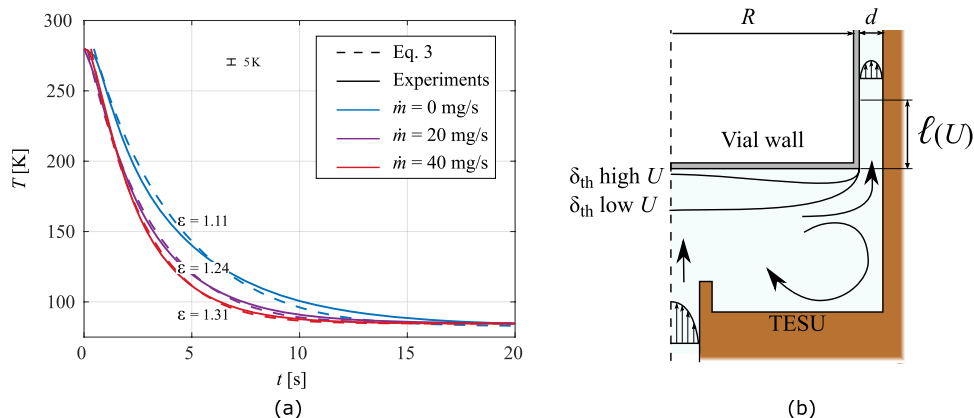 300
250
200
150
100
T [K]
0
5
10
15
20
t [s]
5 K
Eq. 3
Experiments
ṁ = 0 mg/s
ṁ = 20 mg/s
ṁ = 40 mg/s
ε = 1.11
ε = 1.24
ε = 1.31
(a)
R
d
ℓ(U)
Vial wall
δth high U
δth low U
TESU
(b)